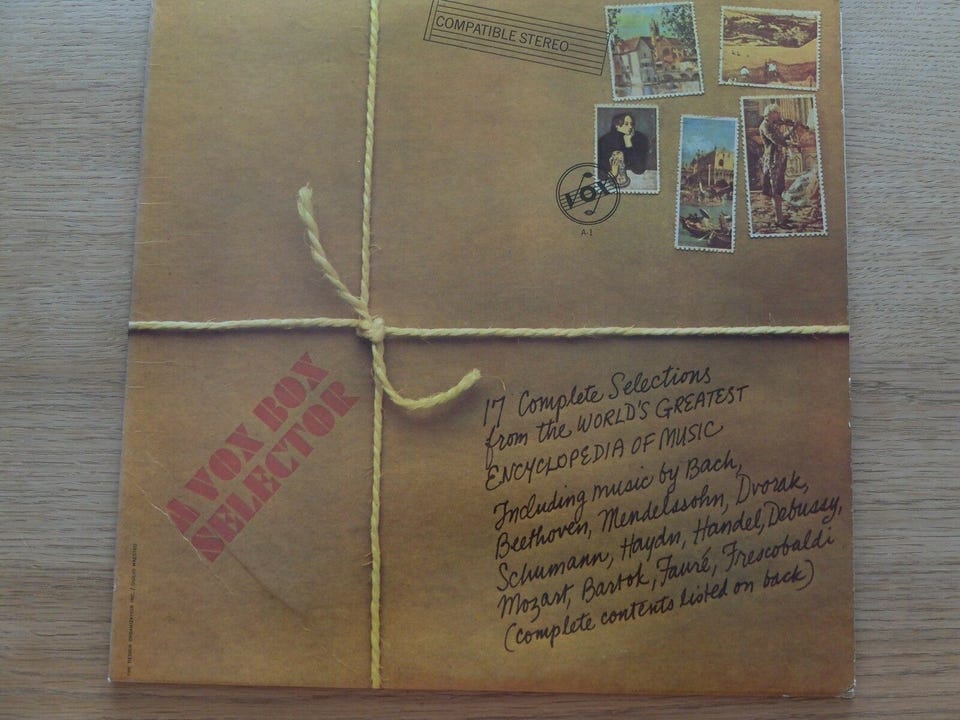 COMPATIBLE STEREO
VOX
A-1
A VOX BOX
SELECTOR
17 Complete Selections
from the WORLD'S GREATEST
ENCYCLOPEDIA OF MUSIC
Including music by Bach,
Beethoven, Mendelssohn, Dvorak,
Schumann, Haydn, Handel, Debussy,
Mozart, Bartok, Fauré, Frescobaldi
(complete contents listed on back)